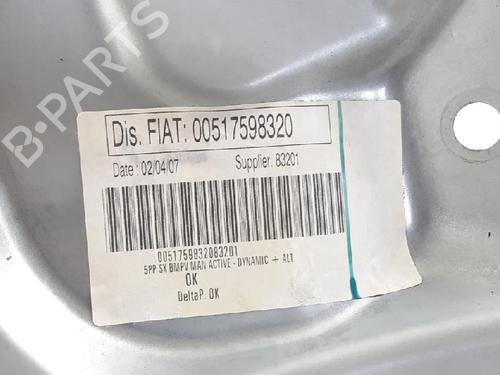 B-PARTS
Dis. FIAT: 00517598320
Date : 02/04/07 Supplier: 83201
0051759832083201
5PP SX BMPV MAN ACTIVE - DYNAMIC + ALT
OK
DeltaP. OK